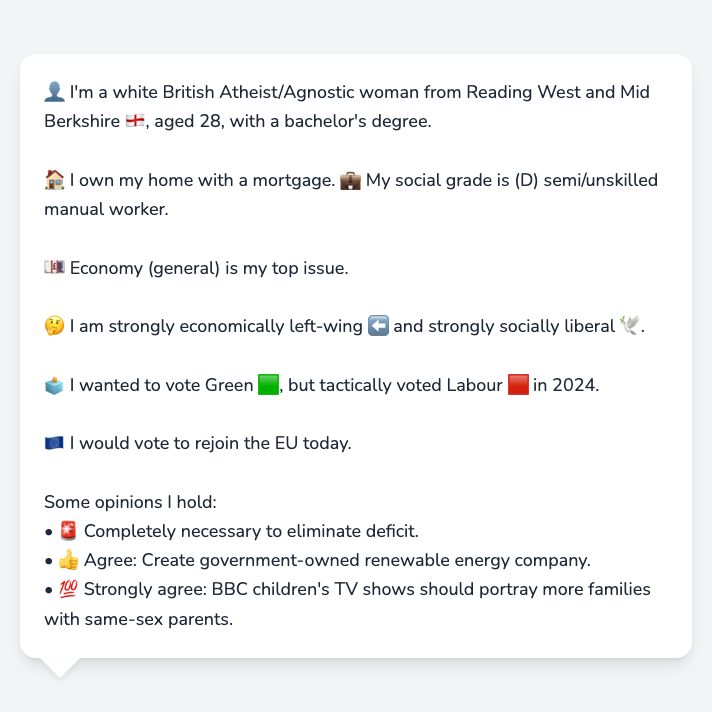 👤 I'm a white British Atheist/Agnostic woman from Reading West and Mid
Berkshire 🏴󠁧󠁢󠁥󠁮󠁧󠁿, aged 28, with a bachelor's degree.
🏠 I own my home with a mortgage. 💼 My social grade is (D) semi/unskilled
manual worker.
💷 Economy (general) is my top issue.
🤔 I am strongly economically left-wing ⬅️ and strongly socially liberal 🕊️.
🗳️ I wanted to vote Green 🟩, but tactically voted Labour 🟥 in 2024.
🇪🇺 I would vote to rejoin the EU today.
Some opinions I hold:
• 🚨 Completely necessary to eliminate deficit.
• 👍 Agree: Create government-owned renewable energy company.
• 💯 Strongly agree: BBC children's TV shows should portray more families
with same-sex parents.